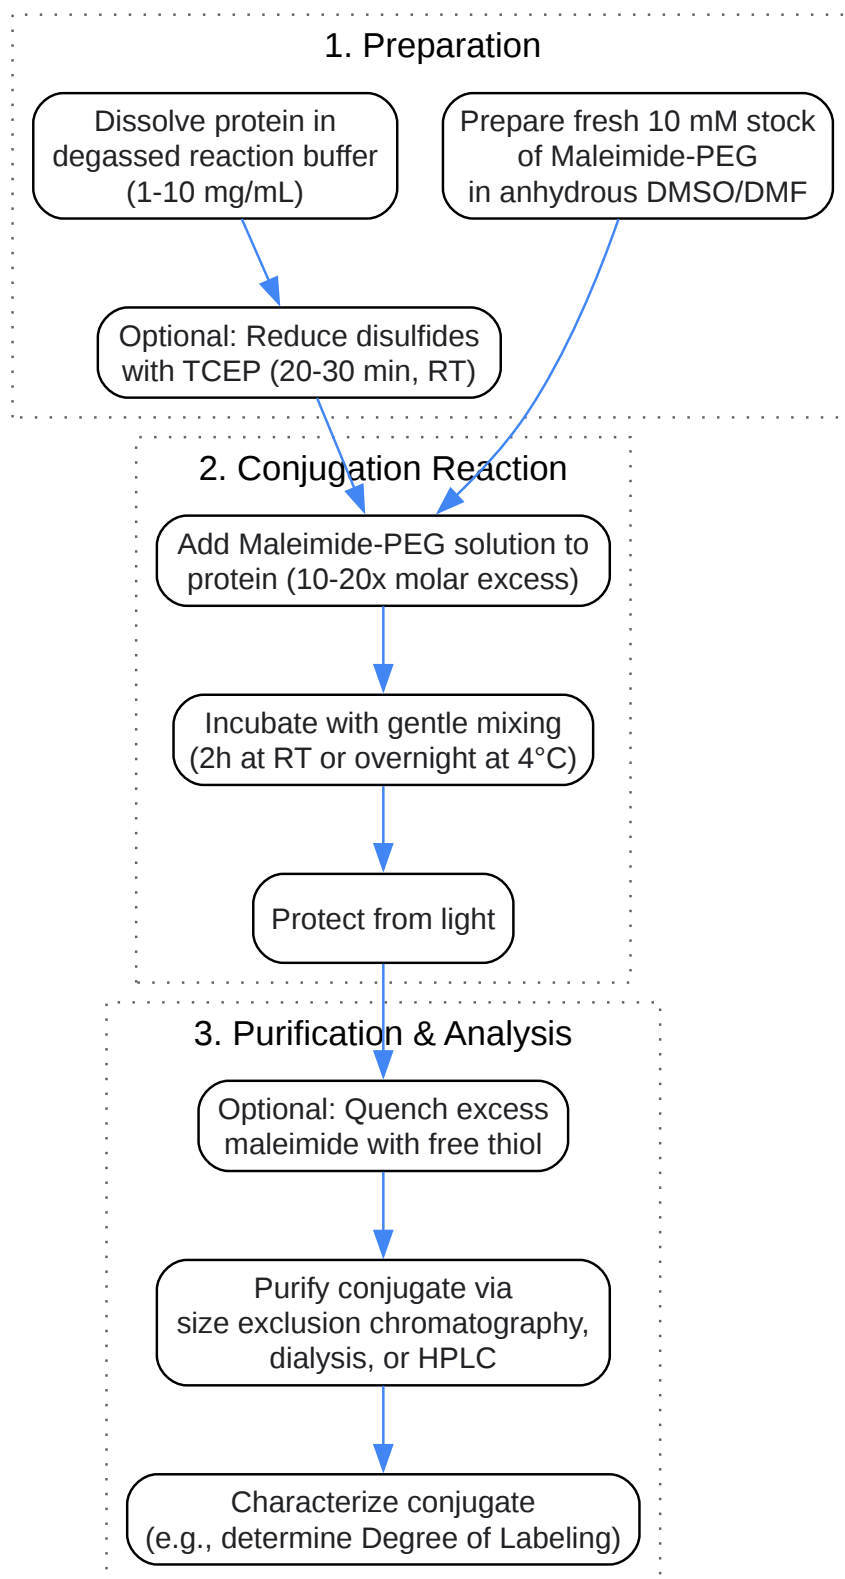 1. Preparation
Dissolve protein in
degassed reaction buffer
(1-10 mg/mL)
Prepare fresh 10 mM stock
of Maleimide-PEG
in anhydrous DMSO/DMF
Optional: Reduce disulfides
with TCEP (20-30 min, RT)
2. Conjugation Reaction
Add Maleimide-PEG solution to
protein (10-20x molar excess)
Incubate with gentle mixing
(2h at RT or overnight at 4°C)
Protect from light
3. Purification & Analysis
Optional: Quench excess
maleimide with free thiol
Purify conjugate via
size exclusion chromatography,
dialysis, or HPLC
Characterize conjugate
(e.g., determine Degree of Labeling)